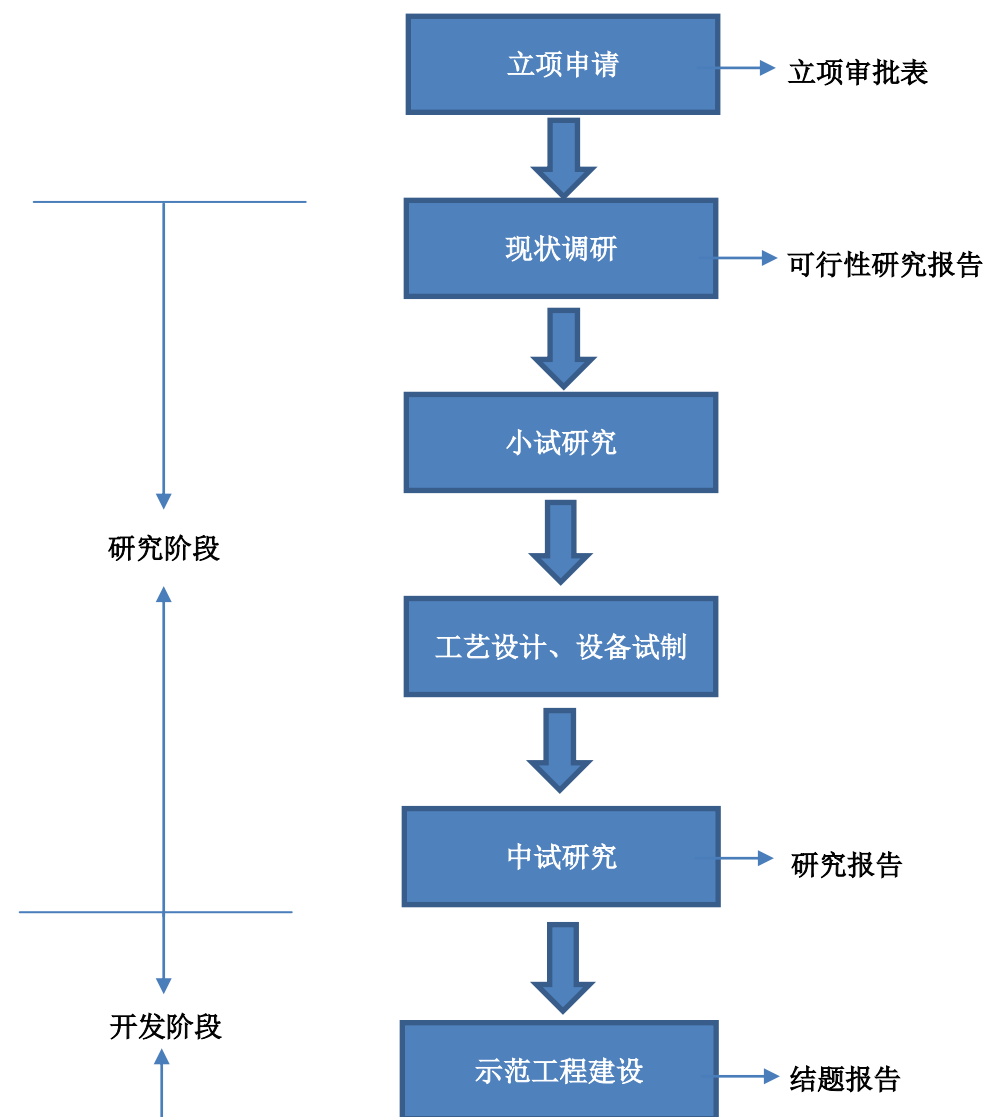 立项申请
立项审批表
现状调研
可行性研究报告
小试研究
研究阶段
工艺设计、设备试制
中试研究
研究报告
开发阶段
示范工程建设
结题报告